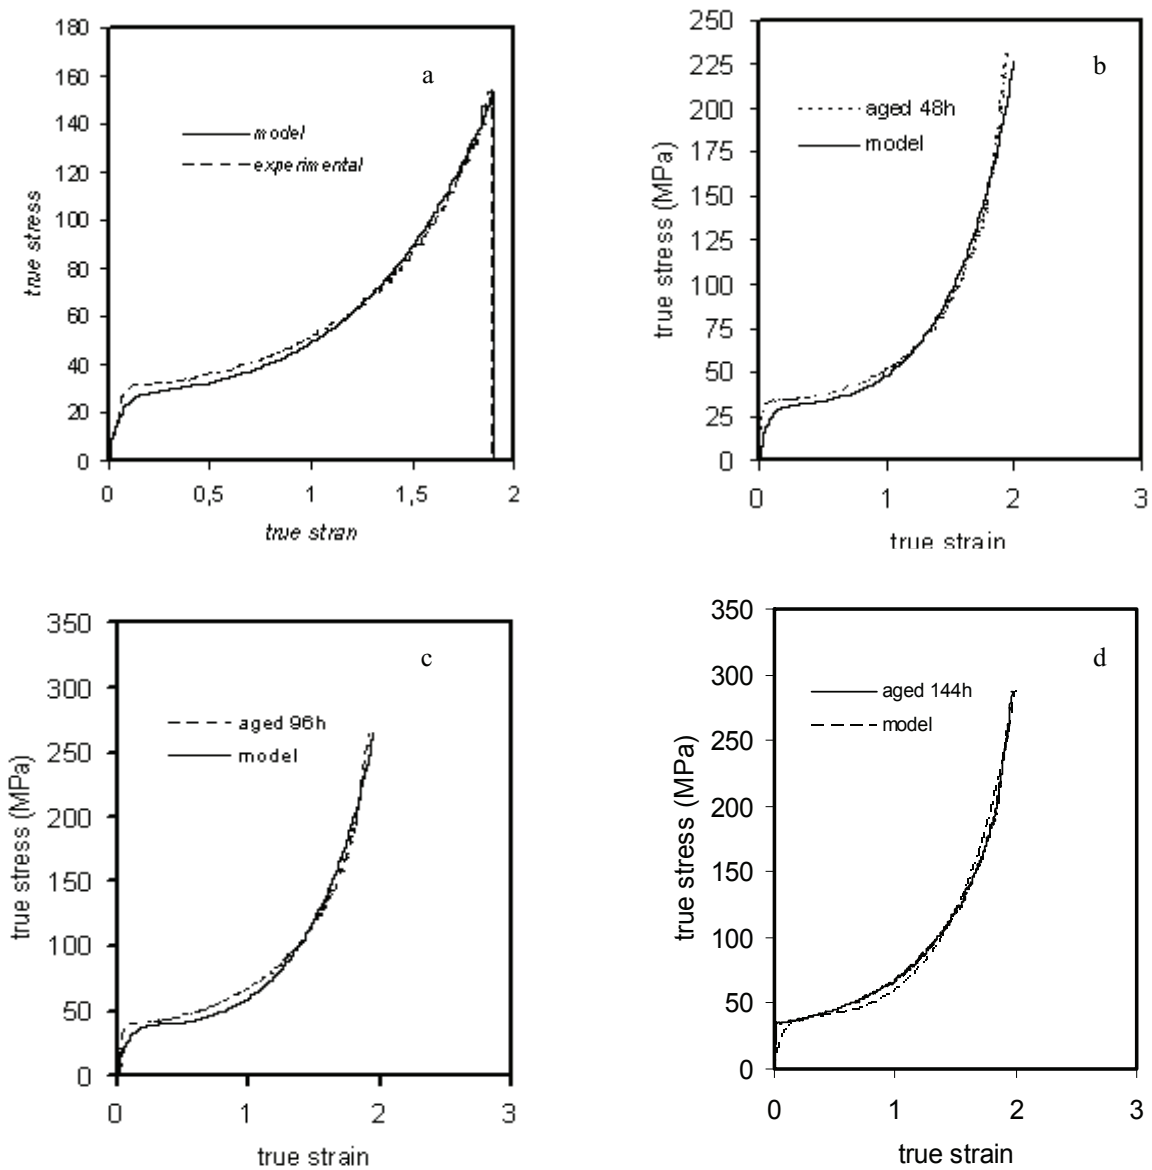 180
160
140
120
100
80
60
40
20
0
true stress
a
model
experimental
0 0,5 1 1,5 2
true stran
250
225
200
175
150
125
100
75
50
25
0
true stress (MPa)
b
aged 48h
model
0 1 2 3
true strain
350
300
250
200
150
100
50
0
true stress (MPa)
c
aged 96h
model
0 1 2 3
true strain
350
300
250
200
150
100
50
0
true stress (MPa)
d
aged 144h
model
0 1 2 3
true strain